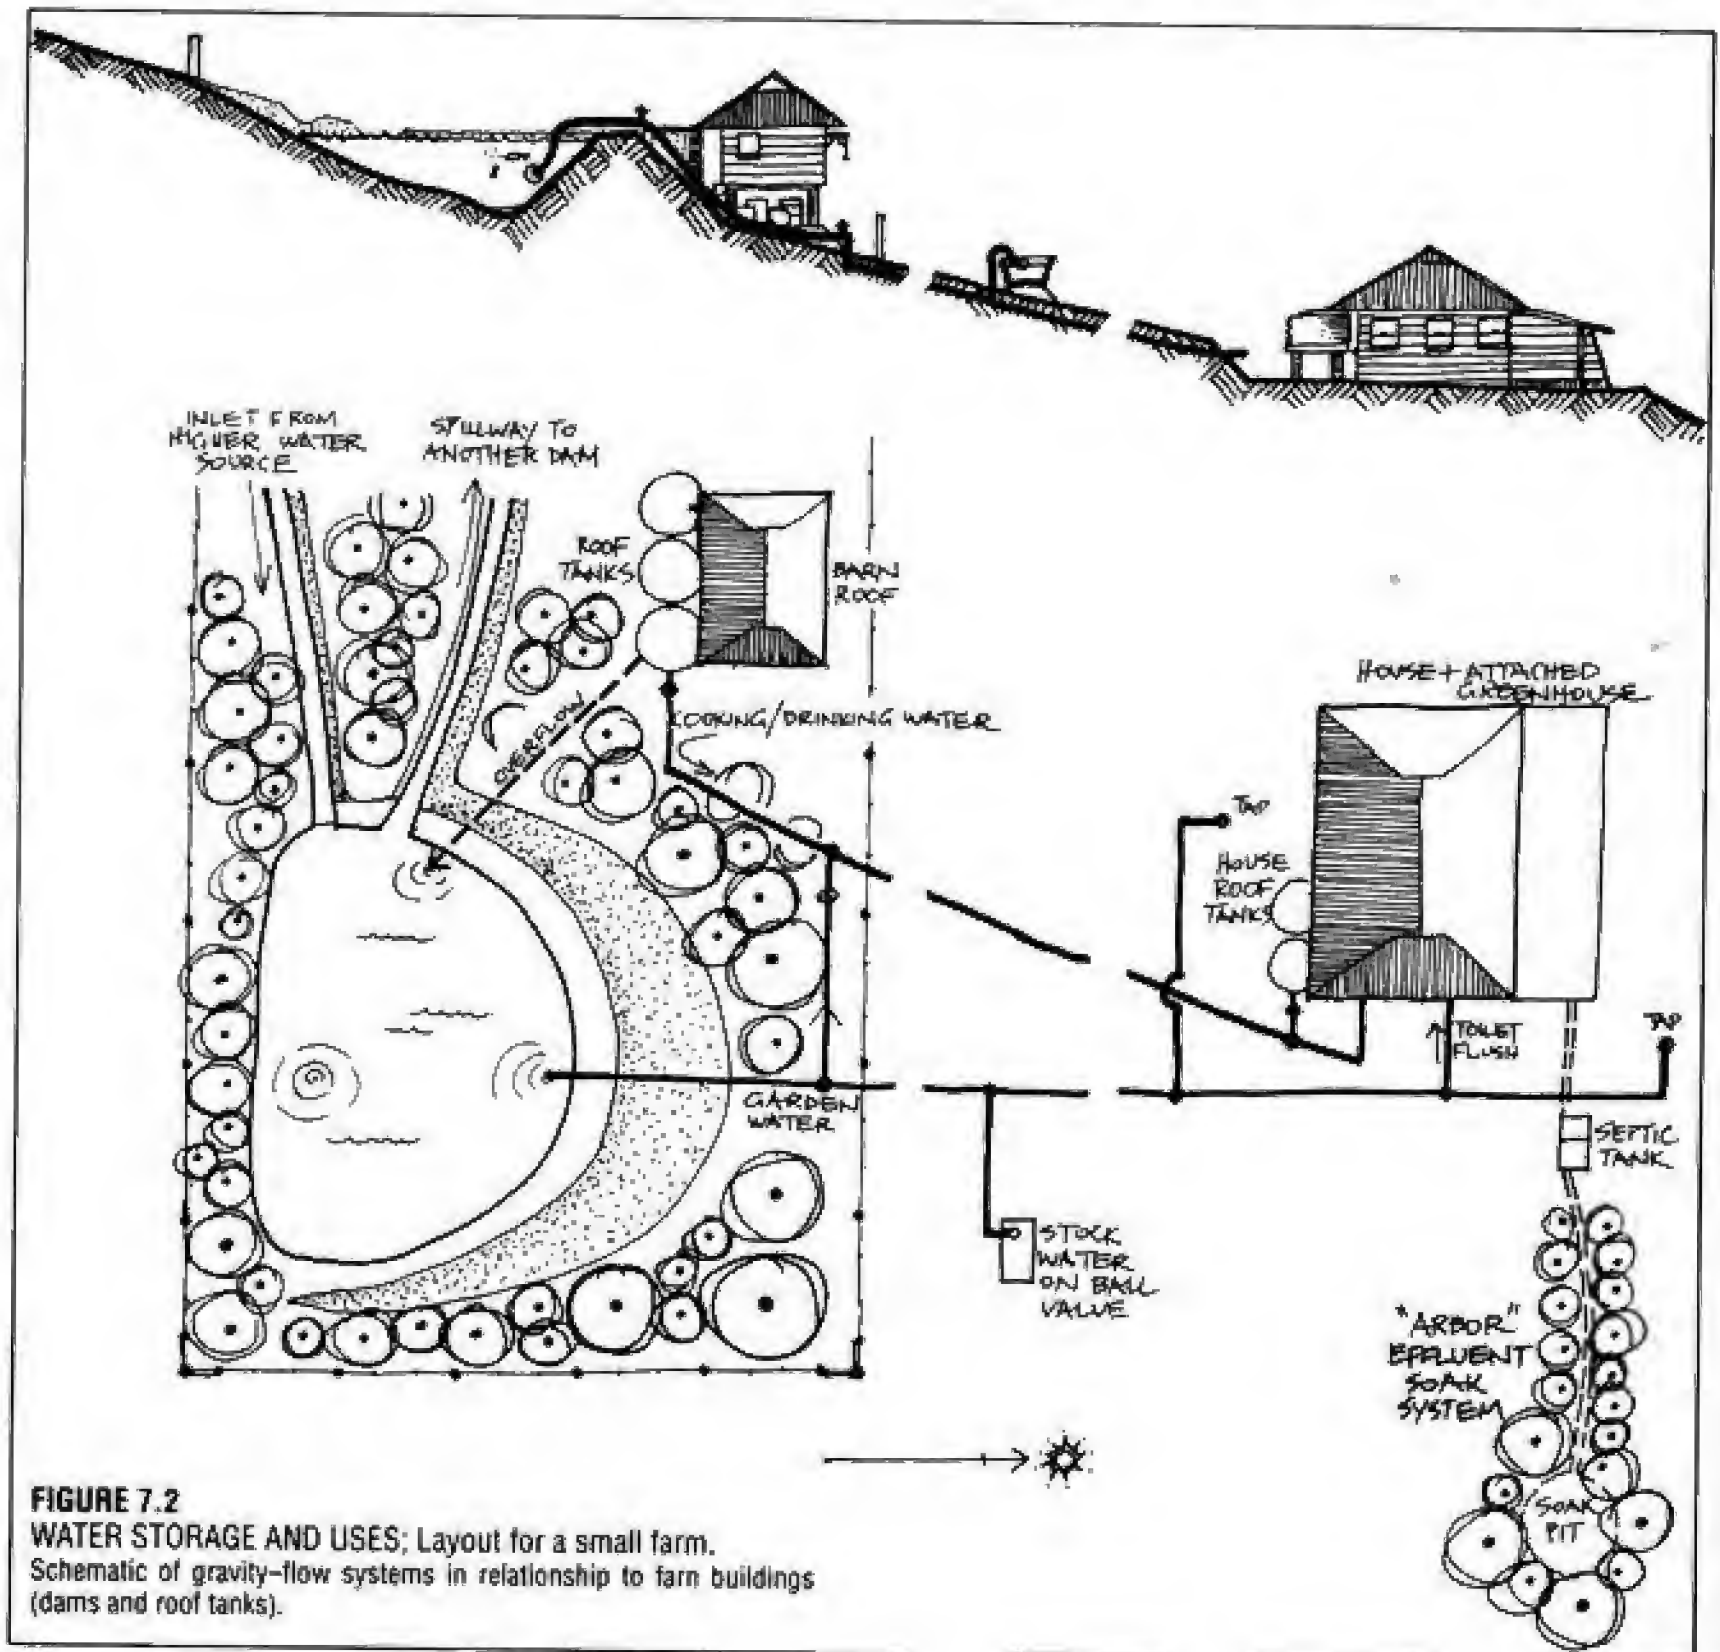 INLET FROM
HIGHER WATER
SOURCE
SPILLWAY TO
ANOTHER DAM
ROOF
TANKS
BARN
ROOF
OVERFLOW
COOKING/DRINKING WATER
HOUSE + ATTACHED
GREENHOUSE
TAP
HOUSE
ROOF
TANKS
TOILET
FLUSH
TAP
GARDEN
WATER
SEPTIC
TANK
STOCK
WATER
ON BALL
VALUE
"ARBOR"
EFFLUENT
SOAK
SYSTEM
SOAK
PIT
FIGURE 7.2
WATER STORAGE AND USES; Layout for a small farm.
Schematic of gravity-flow systems in relationship to farn buildings
(dams and roof tanks).